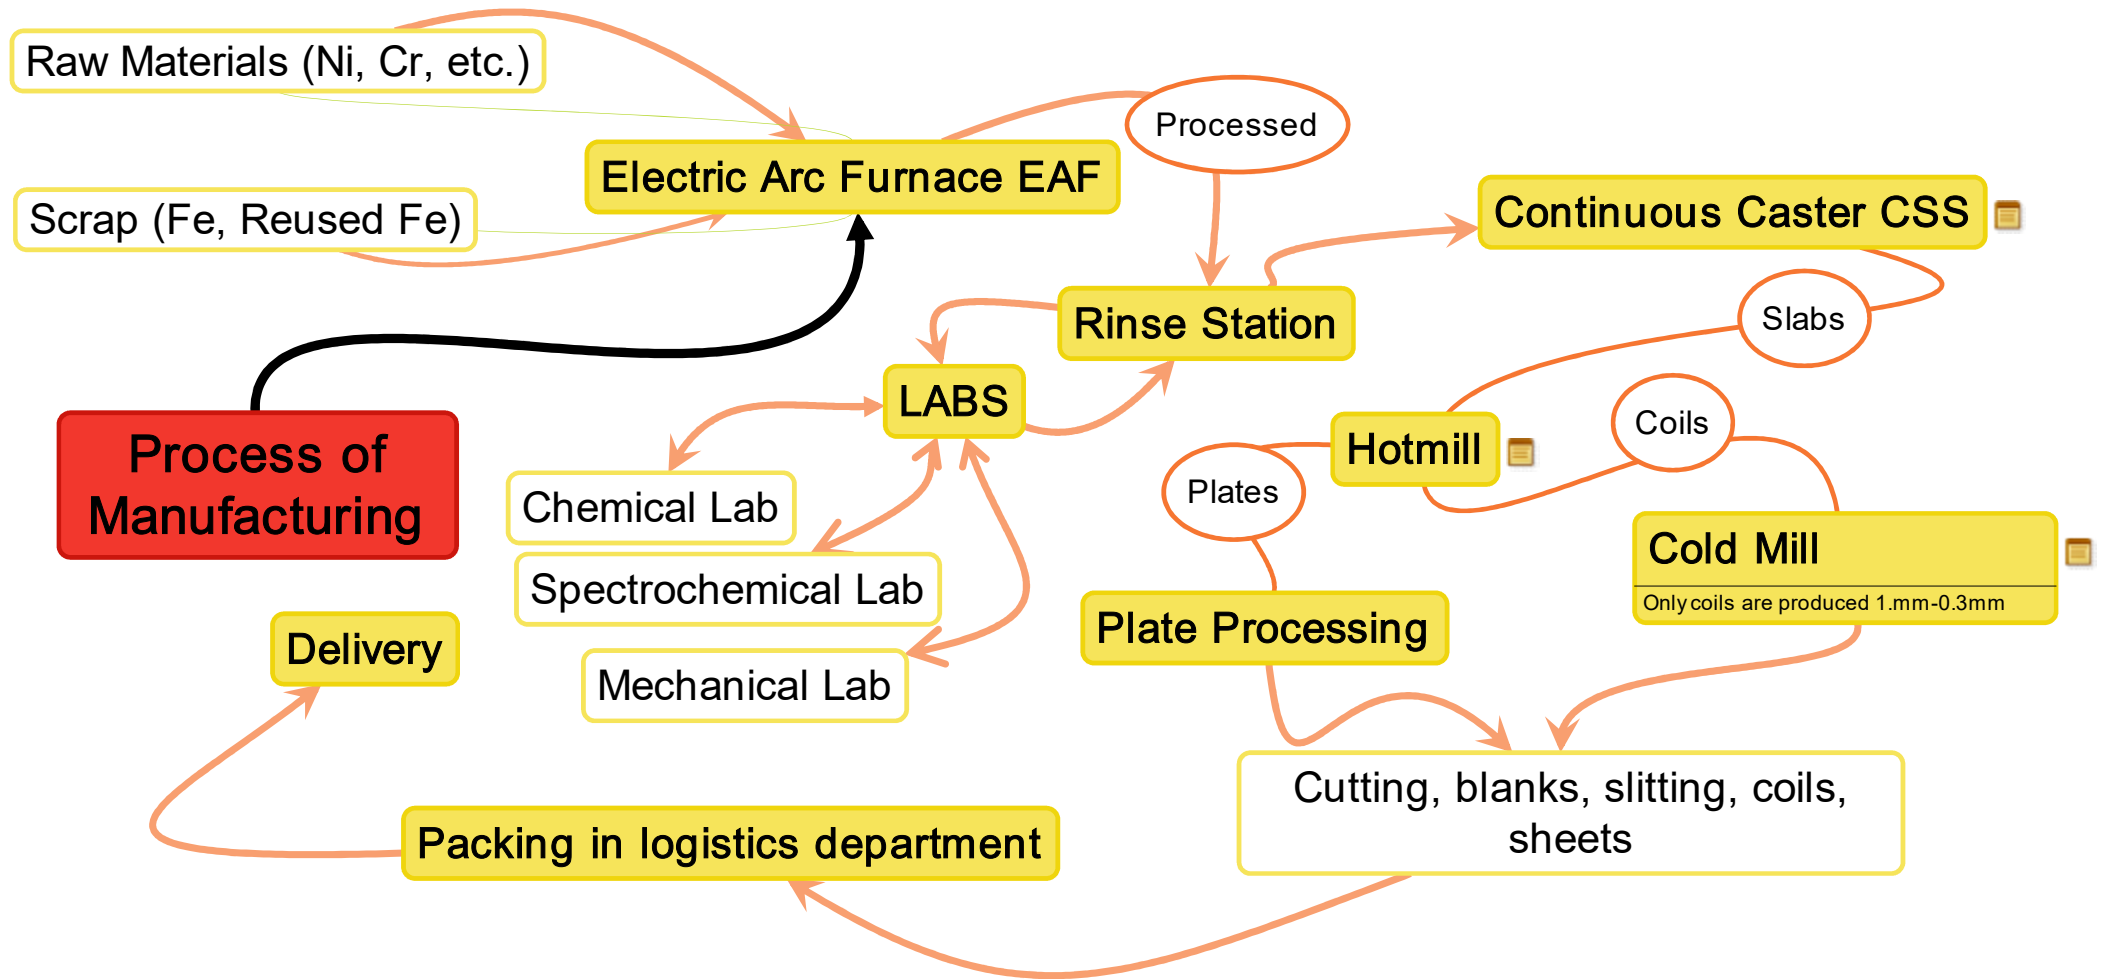 Raw Materials (Ni, Cr, etc.)
Processed
Electric Arc Furnace EAF
Scrap (Fe, Reused Fe)
Continuous Caster CSS
Rinse Station
Slabs
LABS
Coils
Hotmill
Process of
Manufacturing
Plates
Chemical Lab
Cold Mill
Only coils are produced 1.mm-0.3mm
Spectrochemical Lab
Plate Processing
Delivery
Mechanical Lab
Cutting, blanks, slitting, coils,
sheets
Packing in logistics department